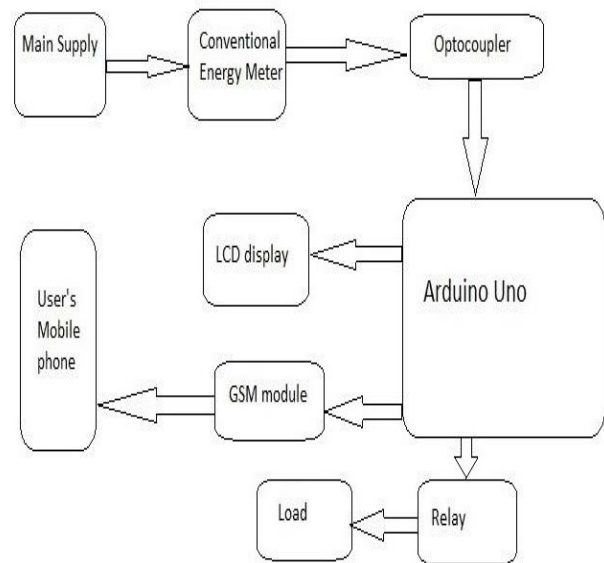 Main Supply
Conventional
Energy Meter
Optocoupler
LCD display
Arduino Uno
User's
Mobile
phone
GSM module
Load
Relay